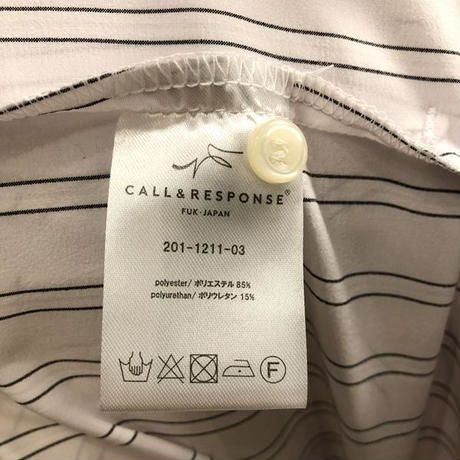 CALL & RESPONSE®
FUK・JAPAN
201-1211-03
polyester/ポリエステル 85%
polyurethan/ポリウレタン 15%
F